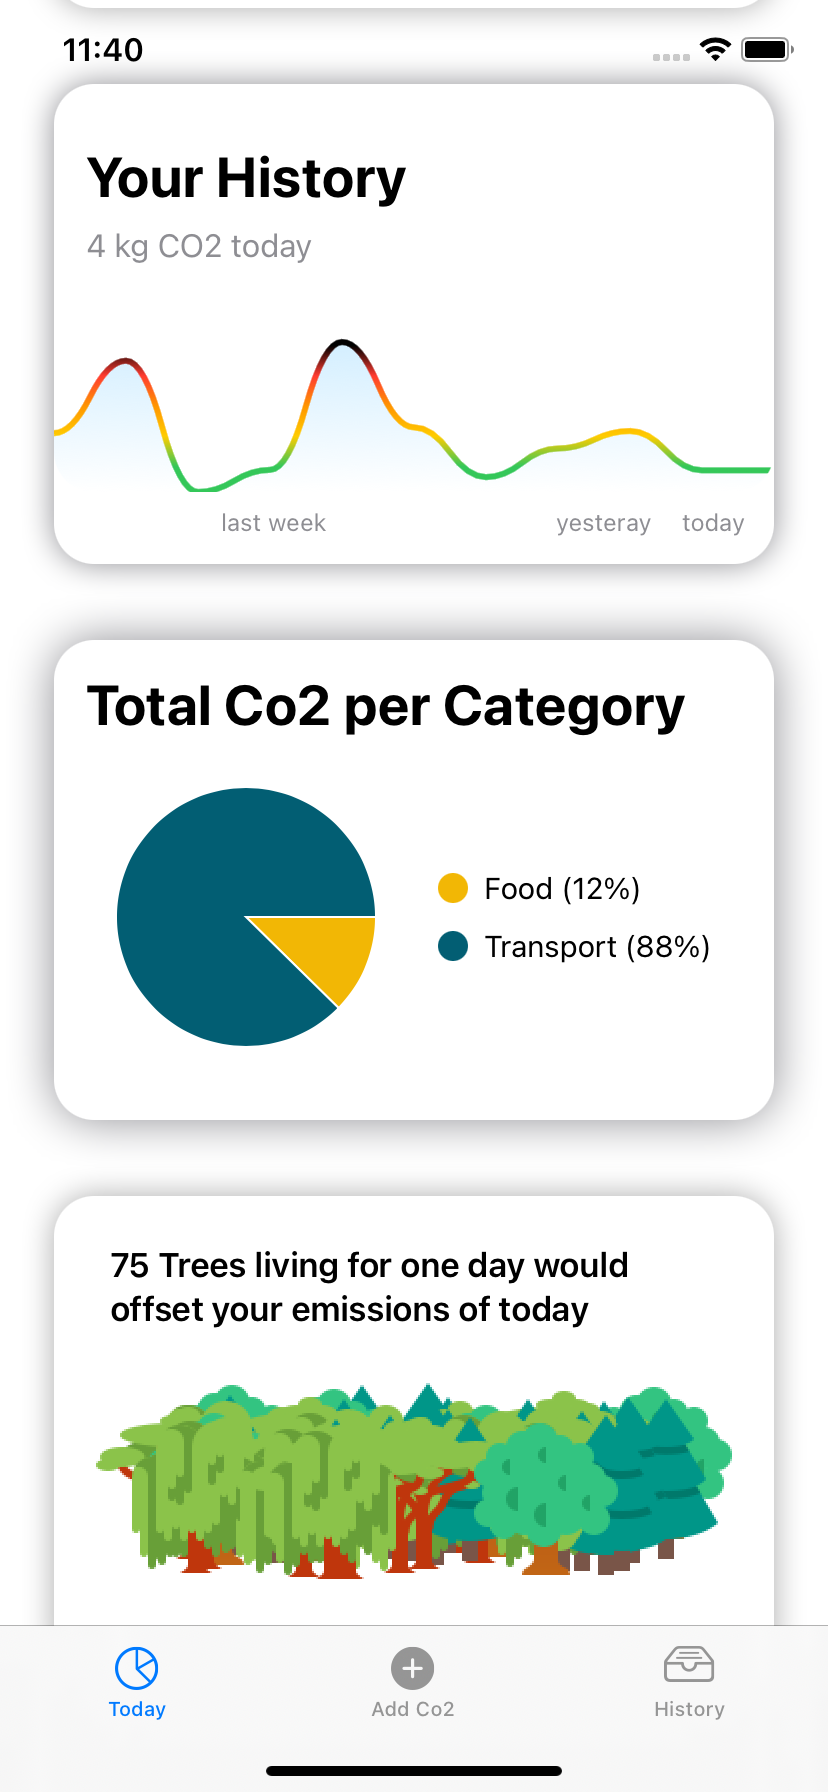 11:40
Your History
4 kg CO2 today
last week yesteray today
Total Co2 per Category
Food (12%)
Transport (88%)
75 Trees living for one day would
offset your emissions of today
Today Add Co2 History